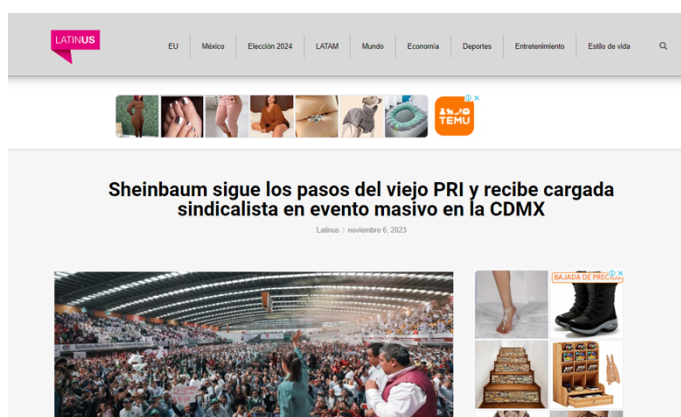 LATINUS
EU México Elección 2024 LATAM Mundo Economía Deportes Entretenimiento Estilo de vida
TEMU
Sheinbaum sigue los pasos del viejo PRI y recibe cargada
sindicalista en evento masivo en la CDMX
Latinus | noviembre 6, 2023
BAJADA DE PRECIOS